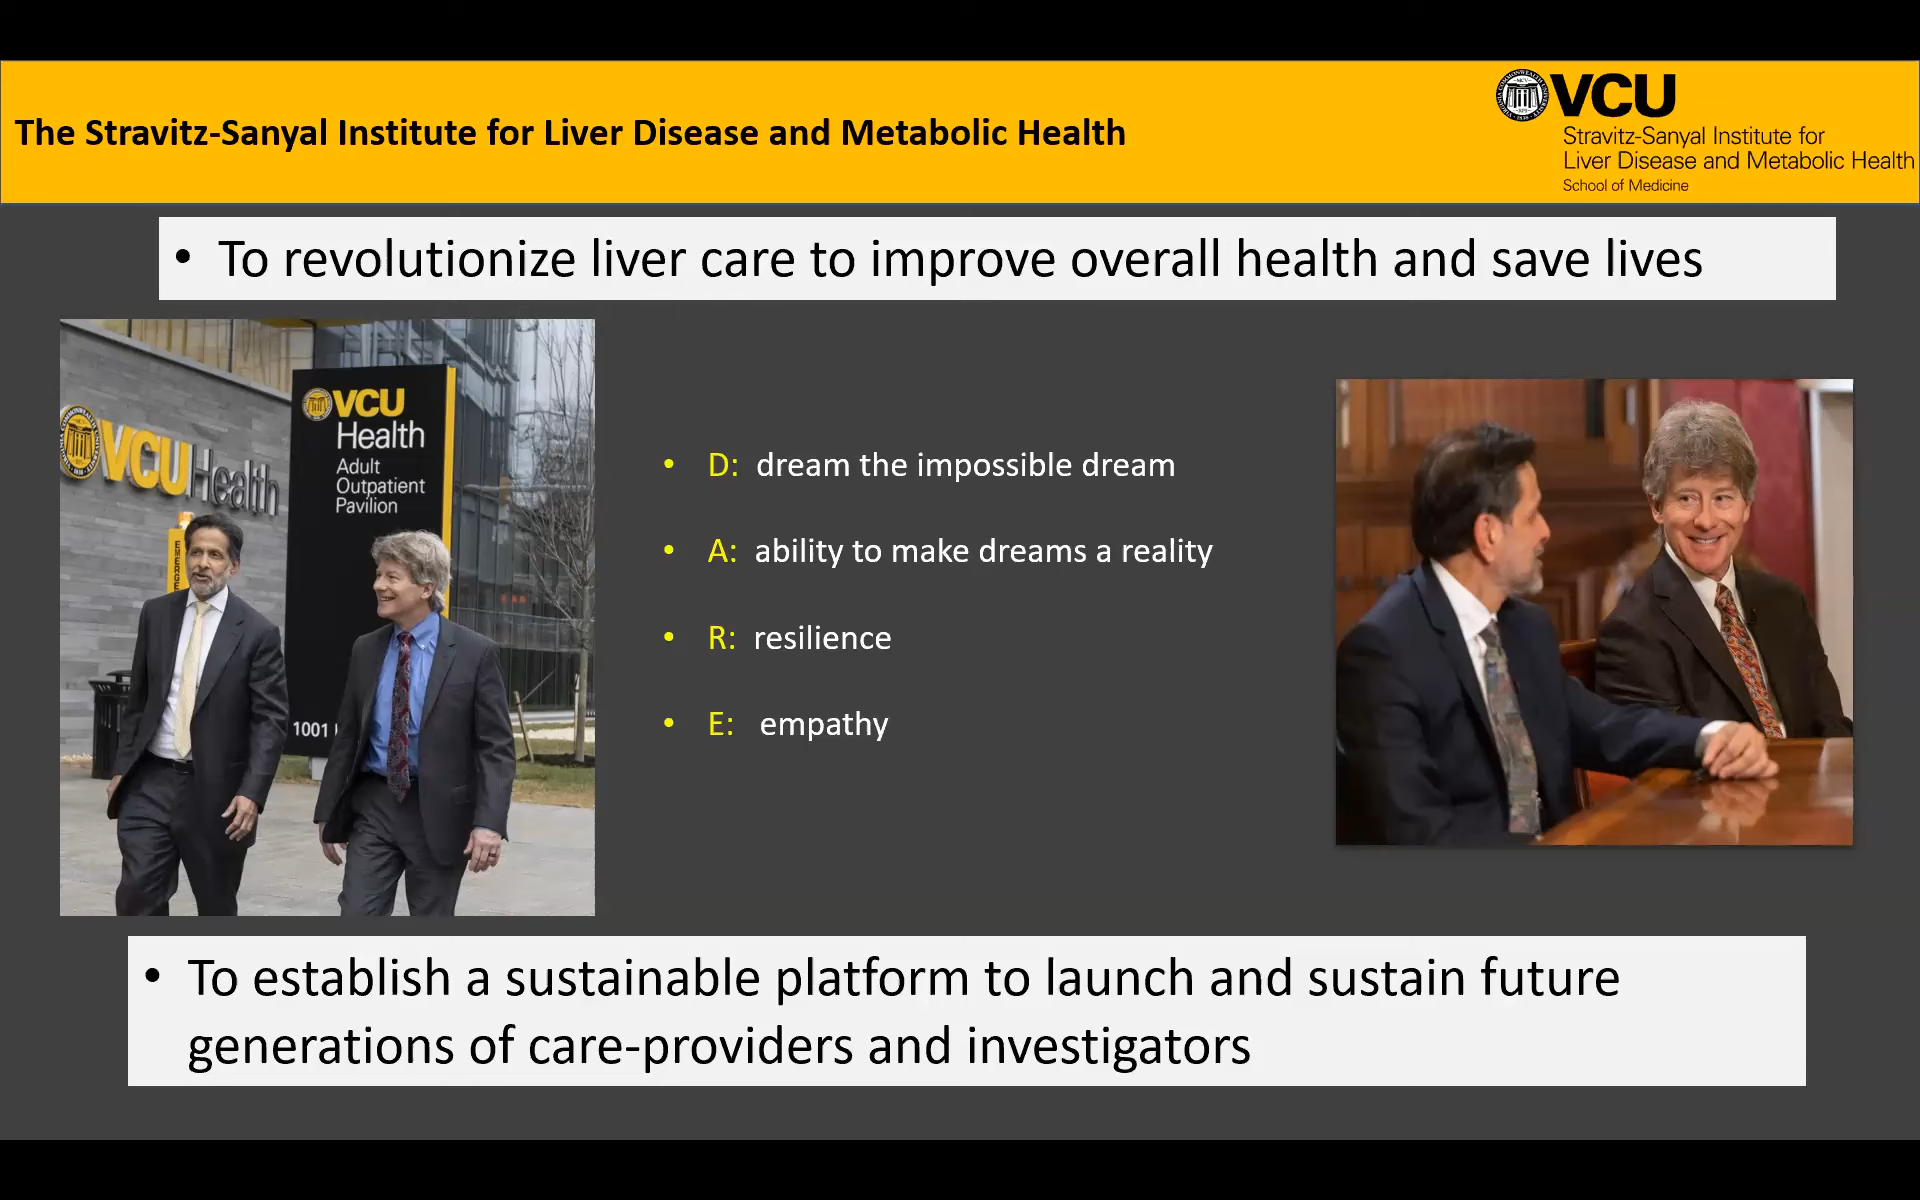 The Stravitz-Sanyal Institute for Liver Disease and Metabolic Health
VCU
Stravitz-Sanyal Institute for
Liver Disease and Metabolic Health
School of Medicine
• To revolutionize liver care to improve overall health and save lives
VCU Health
EMERGE
VCU
Health
Adult
Outpatient
Pavilion
1001
• D: dream the impossible dream
• A: ability to make dreams a reality
• R: resilience
• E: empathy
• To establish a sustainable platform to launch and sustain future
generations of care-providers and investigators